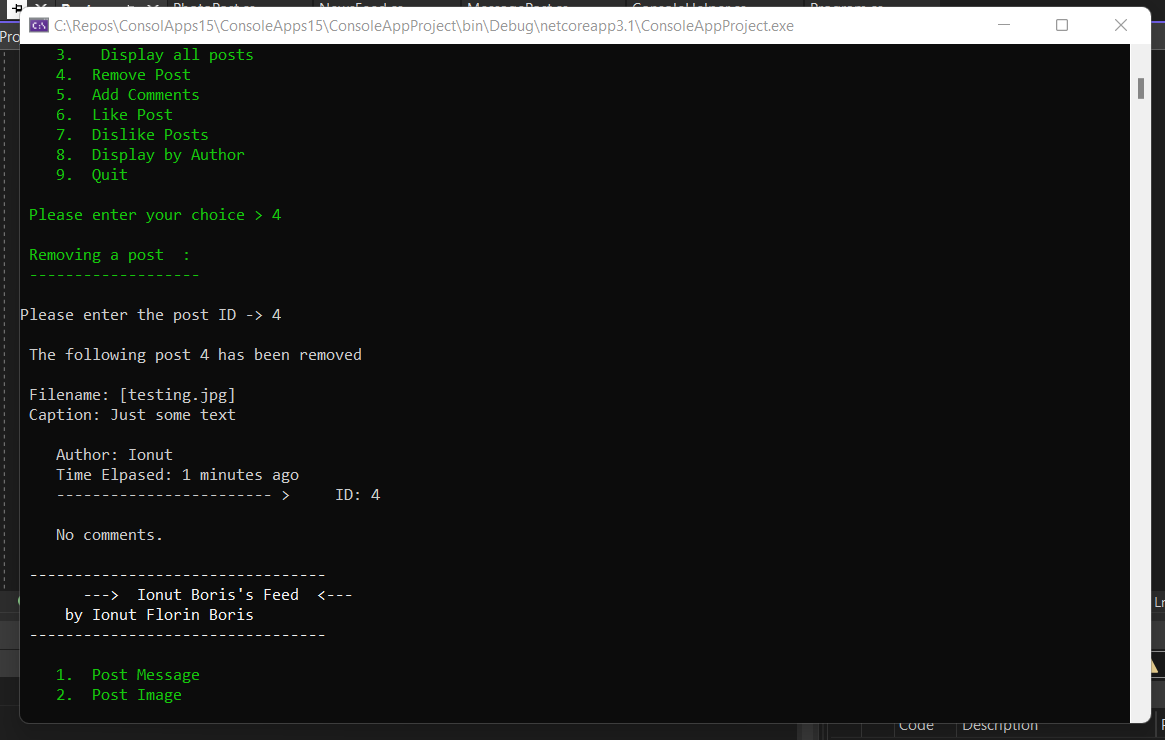 C:\Repos\ConsolApps15\ConsoleApps15\ConsoleAppProject\bin\Debug\netcoreapp3.1\ConsoleAppProject.exe
3. Display all posts
4. Remove Post
5. Add Comments
6. Like Post
7. Dislike Posts
8. Display by Author
9. Quit
Please enter your choice > 4
Removing a post :
-------------------
Please enter the post ID -> 4
The following post 4 has been removed
Filename: [testing.jpg]
Caption: Just some text
Author: Ionut
Time Elpased: 1 minutes ago
------------------------ > ID: 4
No comments.
---------------------------------
---> Ionut Boris's Feed <---
by Ionut Florin Boris
---------------------------------
1. Post Message
2. Post Image
Code Description